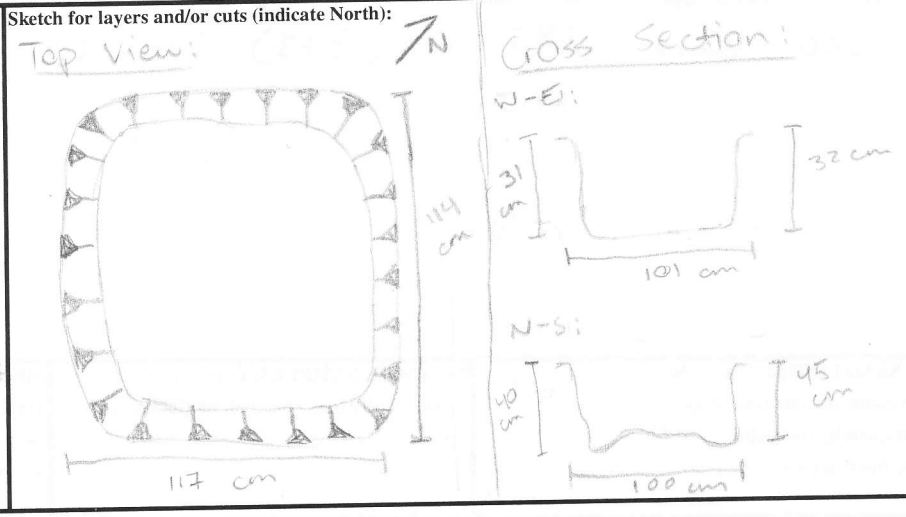 Sketch for layers and/or cuts (indicate North):
Top View:
N
114
cm
117 cm
Cross Section:
W-E:
31
cm
32 cm
101 cm
N-S:
40
cm
45
cm
100 cm